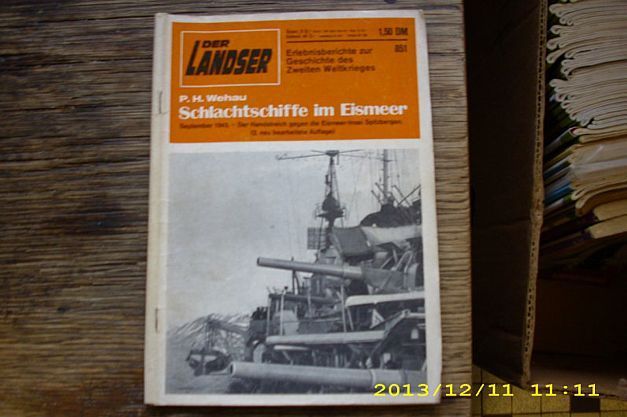 DER
LANDSER
1,50 DM
Erlebnisberichte zur
Geschichte des
Zweiten Weltkrieges
851
P. H. Wehau
Schlachtschiffe im Eismeer
September 1943 – Der Handstreich gegen die Eismeer-Insel Spitzbergen
(2. neu bearbeitete Auflage)
2013/12/11 11:11